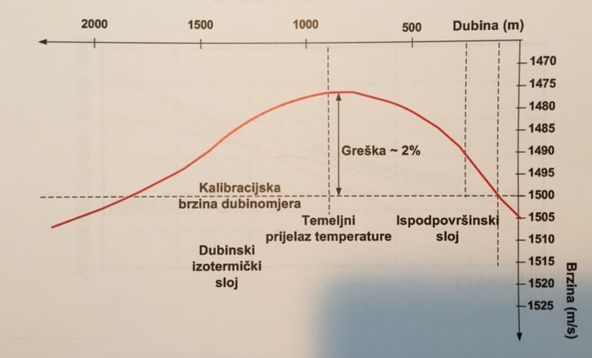 2000
1500
1000
500
Dubina (m)
1470
1475
1480
1485
1490
1495
1500
1505
1510
1515
1520
1525
Brzina (m/s)
Greška ~ 2%
Kalibracijska
brzina dubinomjera
Temeljni
prijelaz temperature
Ispodpovršinski
sloj
Dubinski
izotermički
sloj